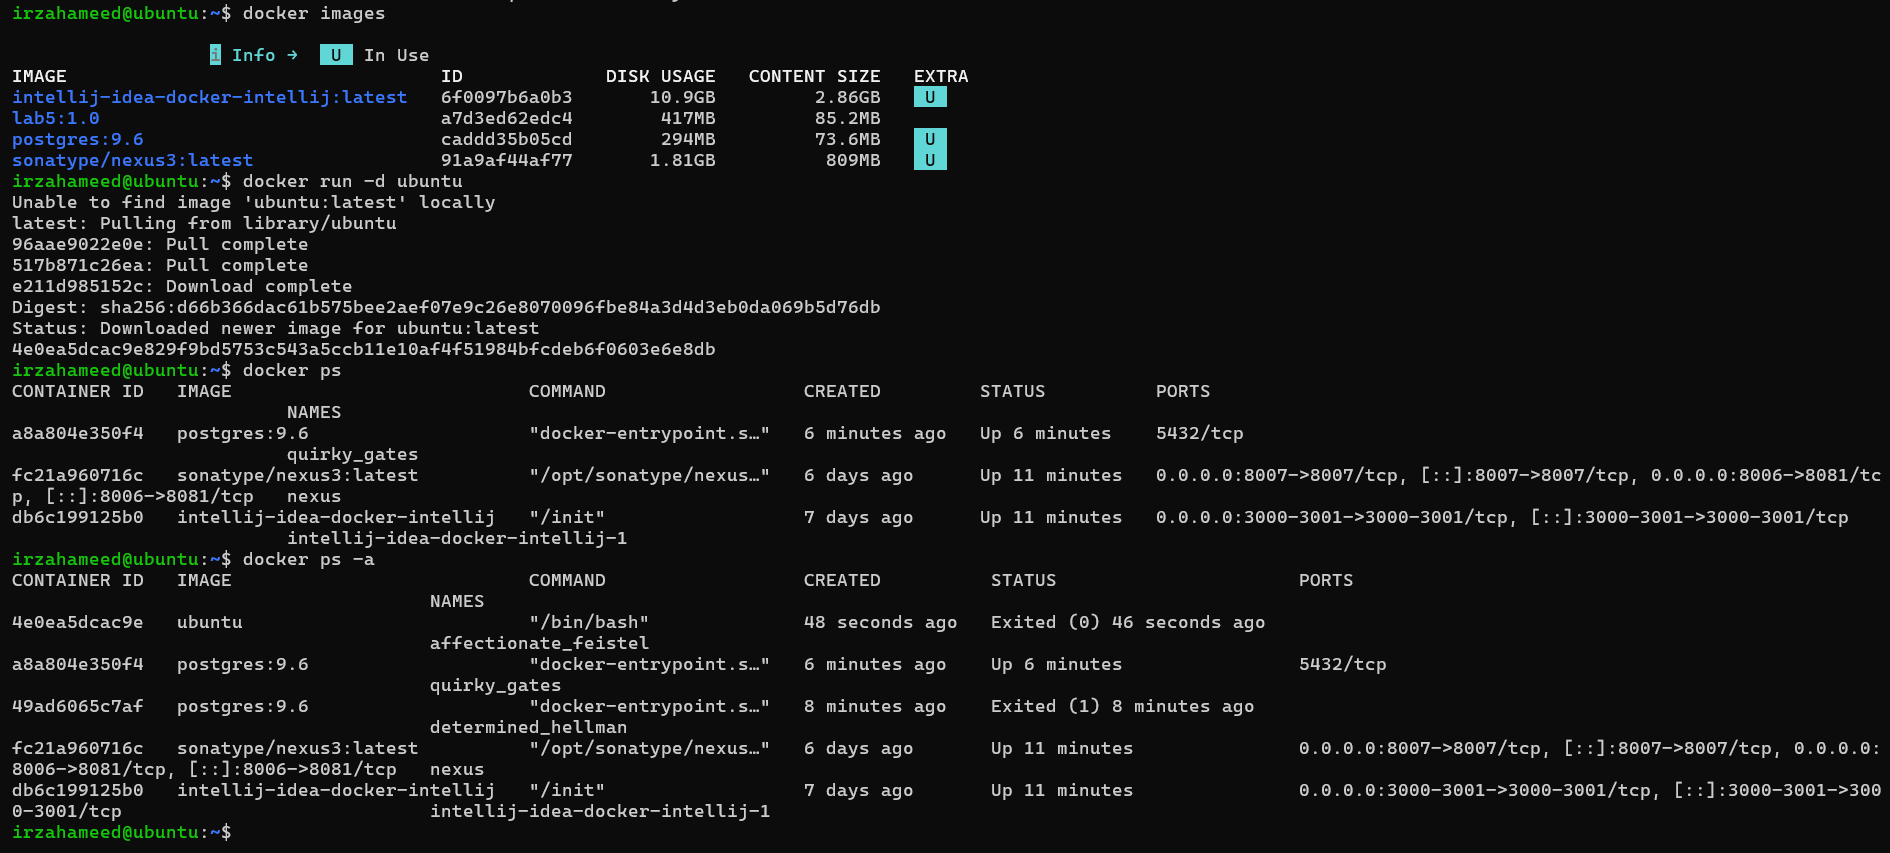 irzahameed@ubuntu:~$ docker images
i Info → U In Use
IMAGE ID DISK USAGE CONTENT SIZE EXTRA
intellij-idea-docker-intellij:latest 6f0097b6a0b3 10.9GB 2.86GB U
lab5:1.0 a7d3ed62edc4 417MB 85.2MB
postgres:9.6 caddd35b05cd 294MB 73.6MB U
sonatype/nexus3:latest 91a9af44af77 1.81GB 809MB U
irzahameed@ubuntu:~$ docker run -d ubuntu
Unable to find image 'ubuntu:latest' locally
latest: Pulling from library/ubuntu
96aae9022e0e: Pull complete
517b871c26ea: Pull complete
e211d985152c: Download complete
Digest: sha256:d66b366dac61b575bee2aef07e9c26e8070096fbe84a3d4d3eb0da069b5d76db
Status: Downloaded newer image for ubuntu:latest
4e0ea5dcac9e829f9bd5753c543a5ccb11e10af4f51984bfcdeb6f0603e6e8db
irzahameed@ubuntu:~$ docker ps
CONTAINER ID IMAGE COMMAND CREATED STATUS PORTS
NAMES
a8a804e350f4 postgres:9.6 "docker-entrypoint.s…" 6 minutes ago Up 6 minutes 5432/tcp
quirky_gates
fc21a960716c sonatype/nexus3:latest "/opt/sonatype/nexus…" 6 days ago Up 11 minutes 0.0.0.0:8007->8007/tcp, [::]:8007->8007/tcp, 0.0.0.0:8006->8081/tc
p, [::]:8006->8081/tcp nexus
db6c199125b0 intellij-idea-docker-intellij "/init" 7 days ago Up 11 minutes 0.0.0.0:3000-3001->3000-3001/tcp, [::]:3000-3001->3000-3001/tcp
intellij-idea-docker-intellij-1
irzahameed@ubuntu:~$ docker ps -a
CONTAINER ID IMAGE COMMAND CREATED STATUS PORTS
NAMES
4e0ea5dcac9e ubuntu "/bin/bash" 48 seconds ago Exited (0) 46 seconds ago
affectionate_feistel
a8a804e350f4 postgres:9.6 "docker-entrypoint.s…" 6 minutes ago Up 6 minutes 5432/tcp
quirky_gates
49ad6065c7af postgres:9.6 "docker-entrypoint.s…" 8 minutes ago Exited (1) 8 minutes ago
determined_hellman
fc21a960716c sonatype/nexus3:latest "/opt/sonatype/nexus…" 6 days ago Up 11 minutes 0.0.0.0:8007->8007/tcp, [::]:8007->8007/tcp, 0.0.0.0:
8006->8081/tcp, [::]:8006->8081/tcp nexus
db6c199125b0 intellij-idea-docker-intellij "/init" 7 days ago Up 11 minutes 0.0.0.0:3000-3001->3000-3001/tcp, [::]:3000-3001->300
0-3001/tcp intellij-idea-docker-intellij-1
irzahameed@ubuntu:~$